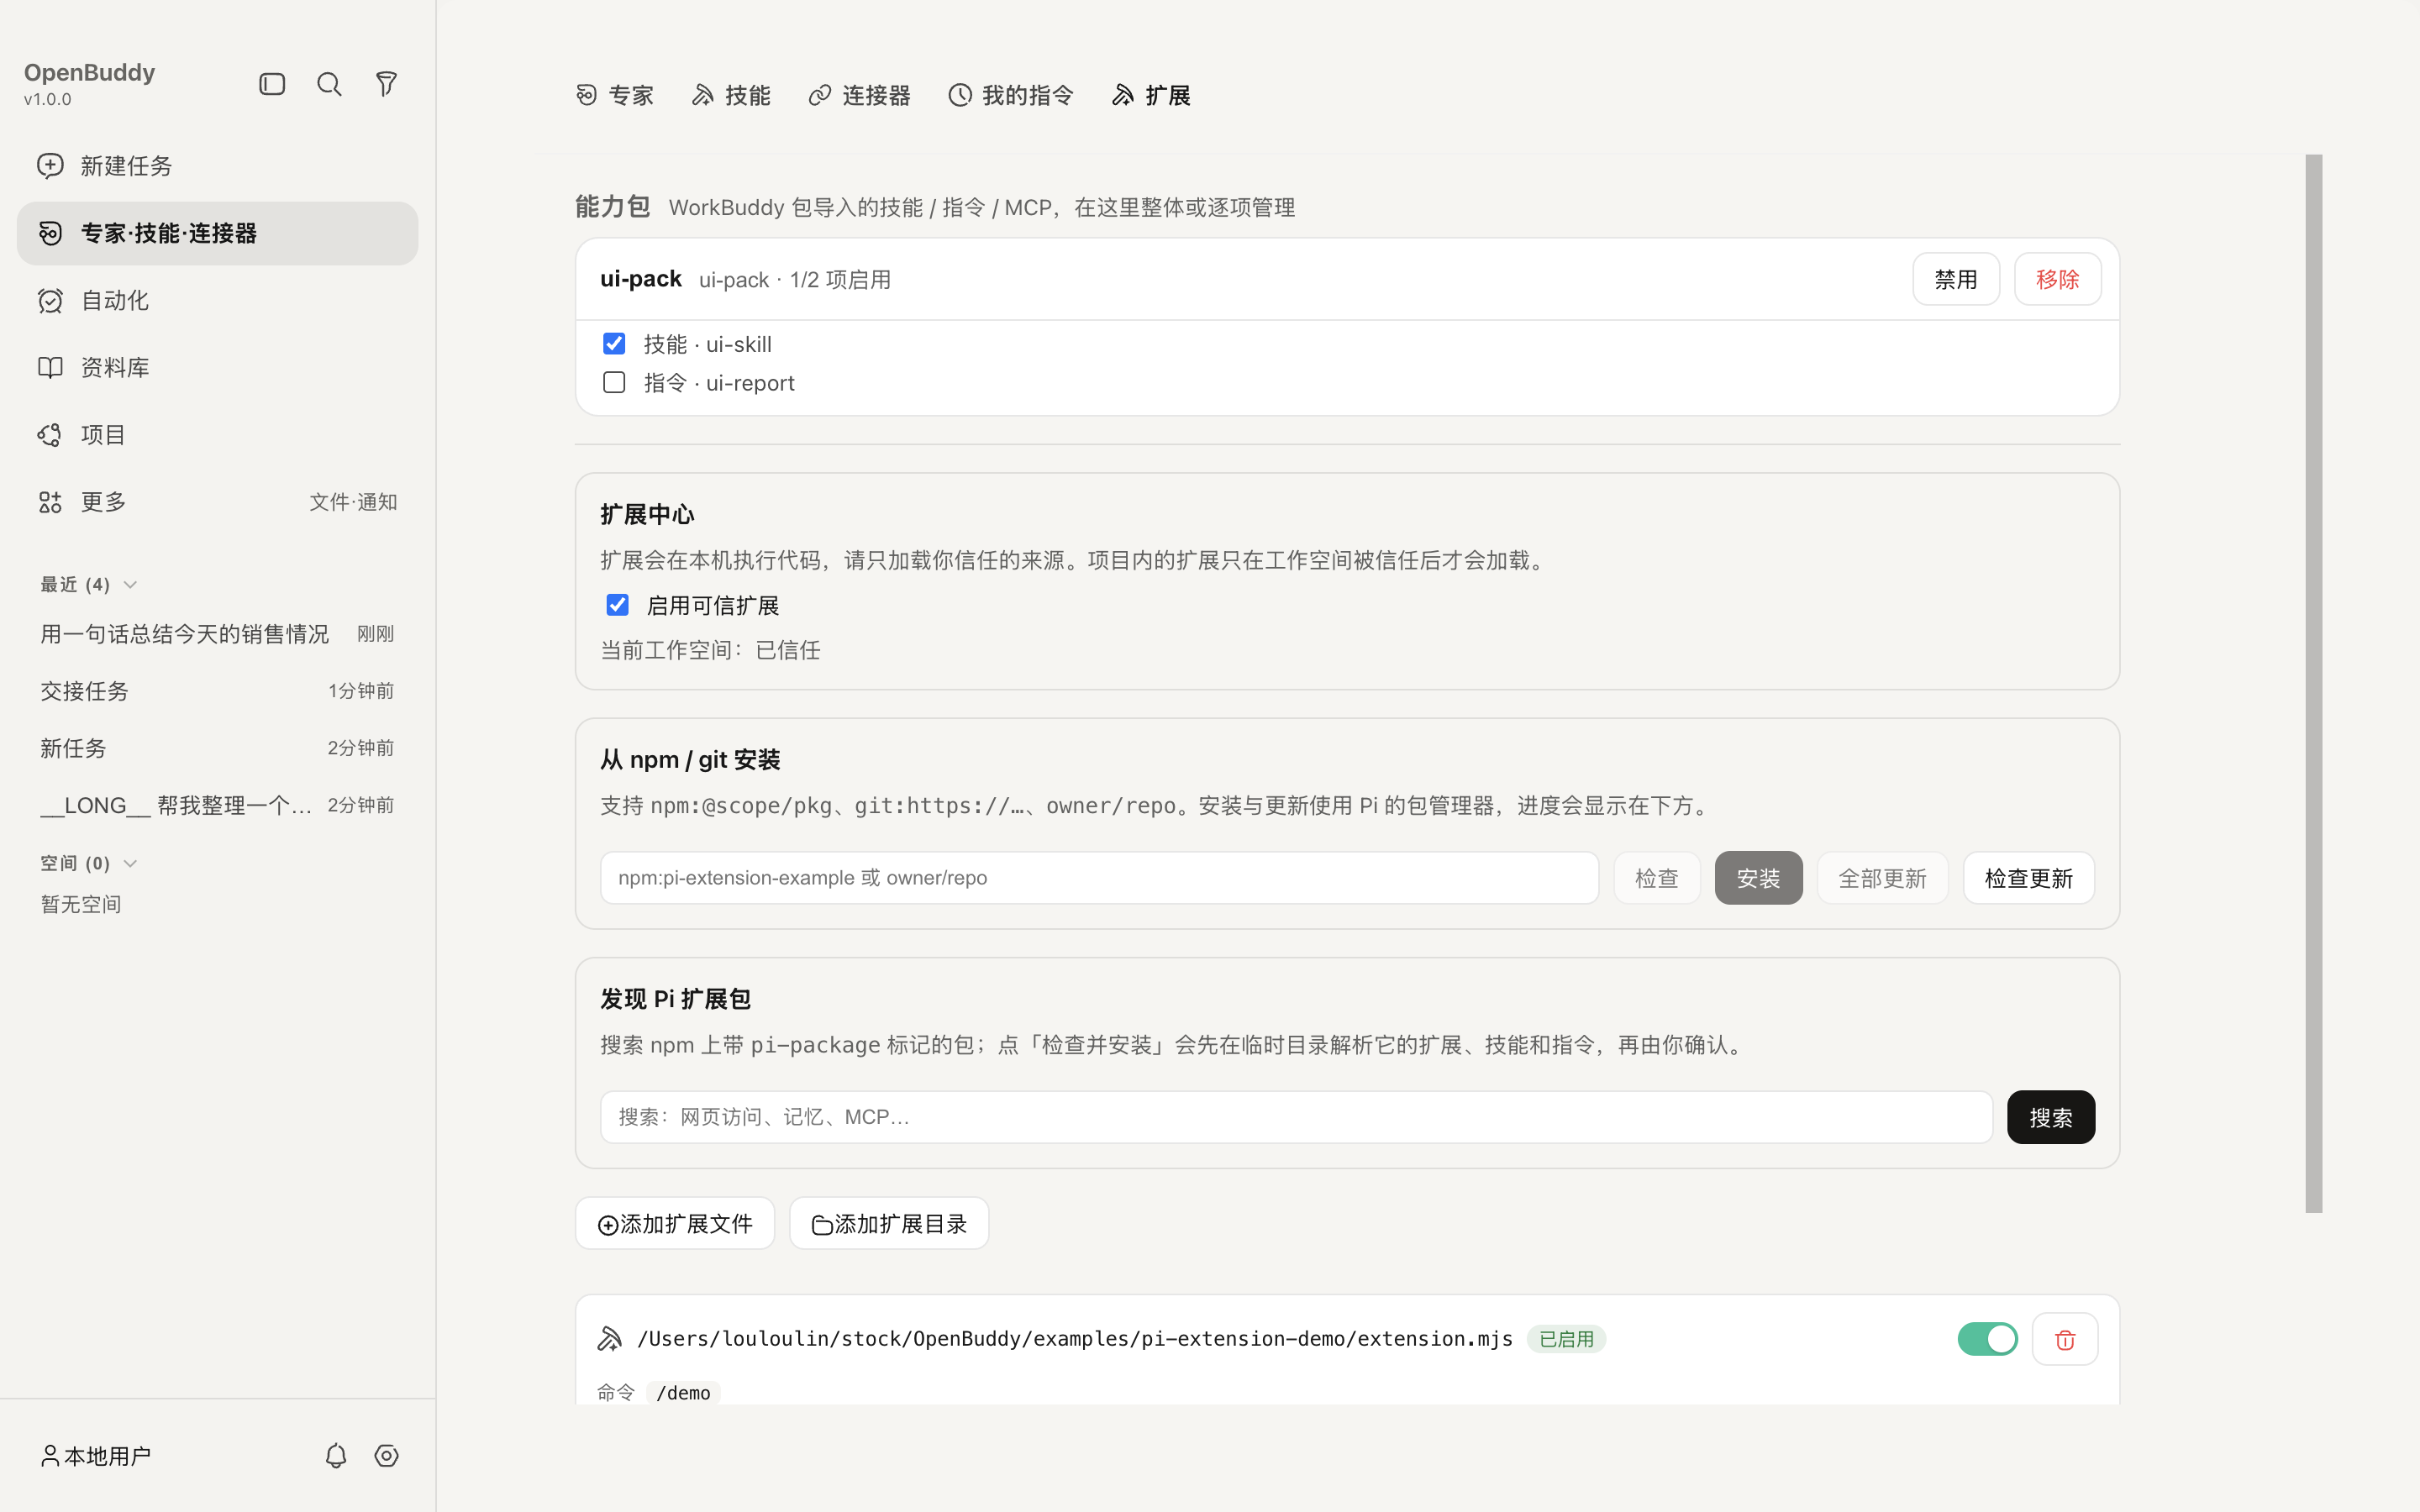 OpenBuddy
v1.0.0
新建任务
专家·技能·连接器
自动化
资料库
项目
更多 文件·通知
最近 (4)
用一句话总结今天的销售情况 刚刚
交接任务 1分钟前
新任务 2分钟前
__LONG__ 帮我整理一个… 2分钟前
空间 (0)
暂无空间
本地用户
专家 技能 连接器 我的指令 扩展
能力包 WorkBuddy 包导入的技能 / 指令 / MCP，在这里整体或逐项管理
ui-pack ui-pack · 1/2 项启用 禁用 移除
技能 · ui-skill
指令 · ui-report
扩展中心
扩展会在本机执行代码，请只加载你信任的来源。项目内的扩展只在工作空间被信任后才会加载。
启用可信扩展
当前工作空间：已信任
从 npm / git 安装
支持 npm:@scope/pkg、git:https://…、owner/repo。安装与更新使用 Pi 的包管理器，进度会显示在下方。
npm:pi-extension-example 或 owner/repo 检查 安装 全部更新 检查更新
发现 Pi 扩展包
搜索 npm 上带 pi-package 标记的包；点「检查并安装」会先在临时目录解析它的扩展、技能和指令，再由你确认。
搜索：网页访问、记忆、MCP… 搜索
添加扩展文件 添加扩展目录
/Users/louloulin/stock/OpenBuddy/examples/pi-extension-demo/extension.mjs 已启用
命令 /demo